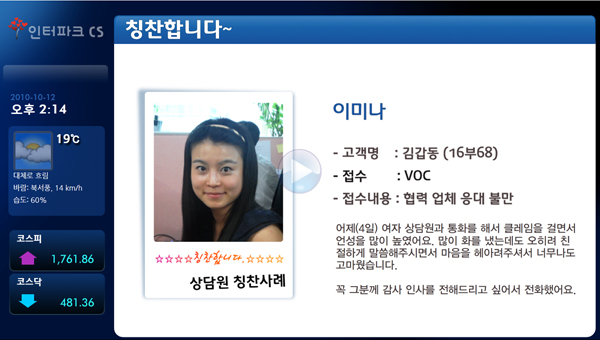 인터파크 CS
칭찬합니다~
2010-10-12
오후 2:14
19℃
대체로 흐림
바람: 북서풍, 14 km/h
습도: 60%
코스피
1,761.86
코스닥
481.36
☆☆☆☆칭찬합니다.☆☆☆☆
상담원 칭찬사례
이미나
- 고객명 : 김갑동 (16부68)
- 접수 : VOC
- 접수내용 : 협력 업체 응대 불만
어제(4일) 여자 상담원과 통화를 해서 클레임을 걸면서
언성을 많이 높였어요. 많이 화를 냈는데도 오히려 친
절하게 말씀해주시면서 마음을 헤아려주셔서 너무나도
고마웠습니다.
꼭 그분께 감사 인사를 전해드리고 싶어서 전화했어요.